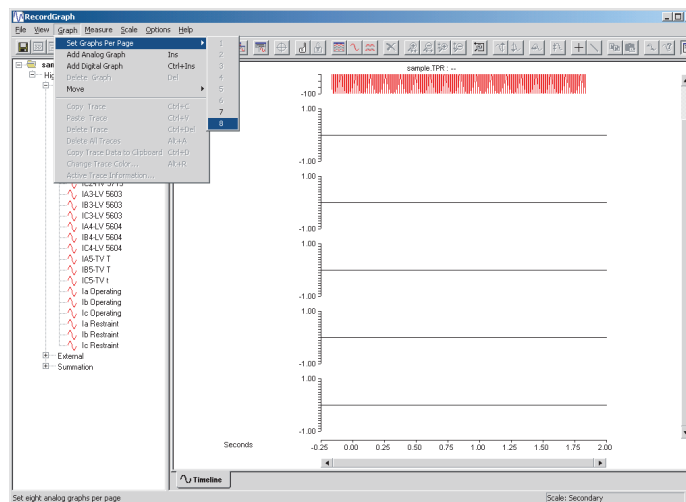 RecordGraph
File View Graph Measure Scale Options Help
Set Graphs Per Page
Add Analog Graph Ins
Add Digital Graph Ctrl+Ins
Delete Graph Del
Move
Copy Trace Ctrl+C
Paste Trace Ctrl+V
Delete Trace Ctrl+Del
Delete All Traces Alt+A
Copy Trace Data to Clipboard Ctrl+D
Change Trace Color... Alt+R
Active Trace Information...
1
2
3
4
5
6
7
8
IA3-LV 5603
IB3-LV 5603
IC3-LV 5603
IA4-LV 5604
IB4-LV 5604
IC4-LV 5604
IA5-TV T
IB5-TV T
IC5-TV t
Ia Operating
Ib Operating
Ic Operating
Ia Restraint
Ib Restraint
Ic Restraint
External
Summation
sample.TPR : --
-100
1.00
-1.00
1.00
-1.00
1.00
-1.00
1.00
-1.00
1.00
-1.00
Seconds
-0.25 0.00 0.25 0.50 0.75 1.00 1.25 1.50 1.75 2.00
Timeline
Set eight analog graphs per page
Scale: Secondary